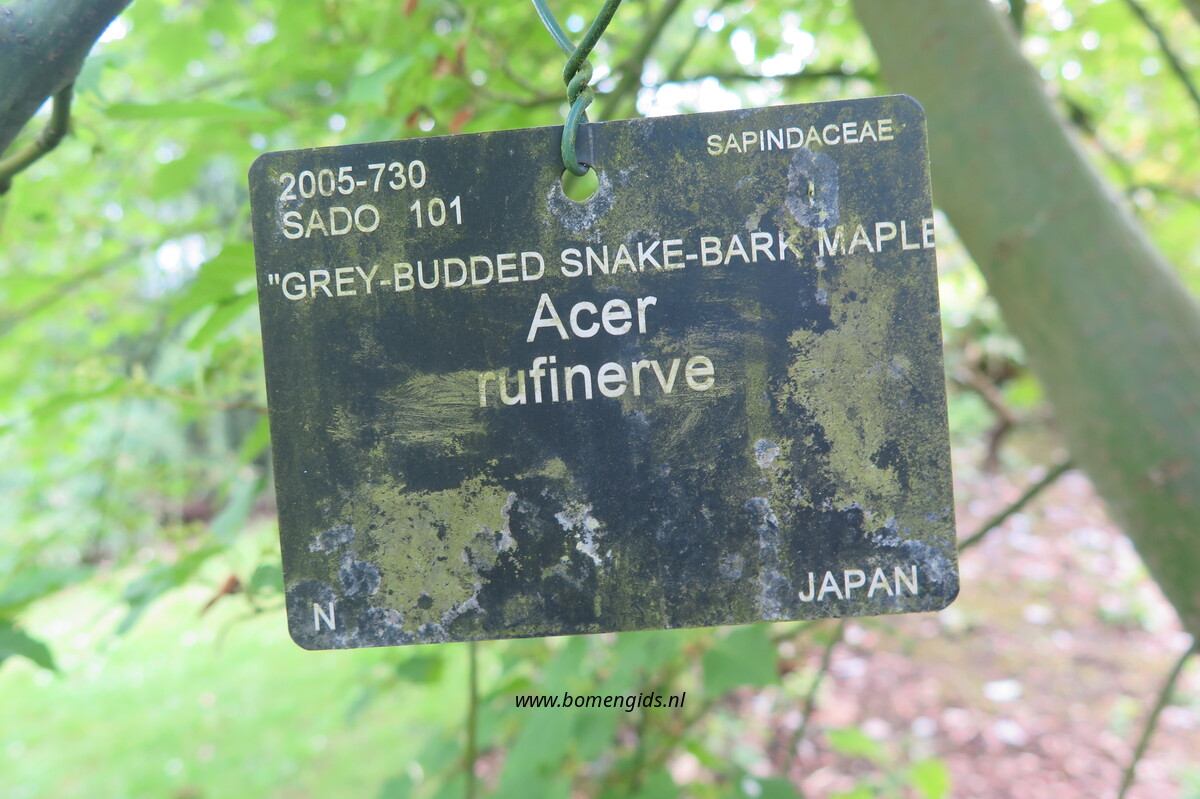 2005-730
SAPINDACEAE
SADO 101
"GREY-BUDDED SNAKE-BARK MAPLE
Acer
rufinerve
N
JAPAN
www.bomengids.nl